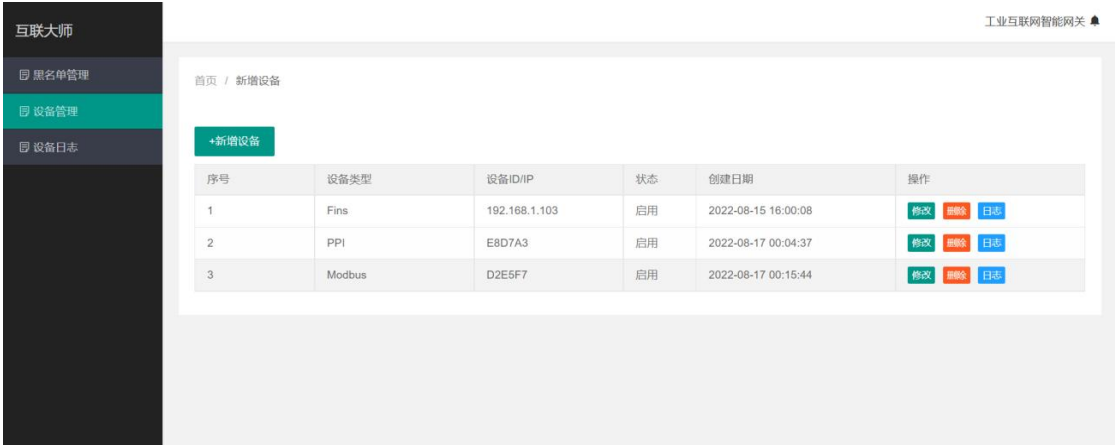 互联大师
工业互联网智能网关
黑名单管理
设备管理
设备日志
首页 / 新增设备
+新增设备
序号 设备类型 设备ID/IP 状态 创建日期 操作
1 Fins 192.168.1.103 启用 2022-08-15 16:00:08 修改 删除 日志
2 PPI E8D7A3 启用 2022-08-17 00:04:37 修改 删除 日志
3 Modbus D2E5F7 启用 2022-08-17 00:15:44 修改 删除 日志